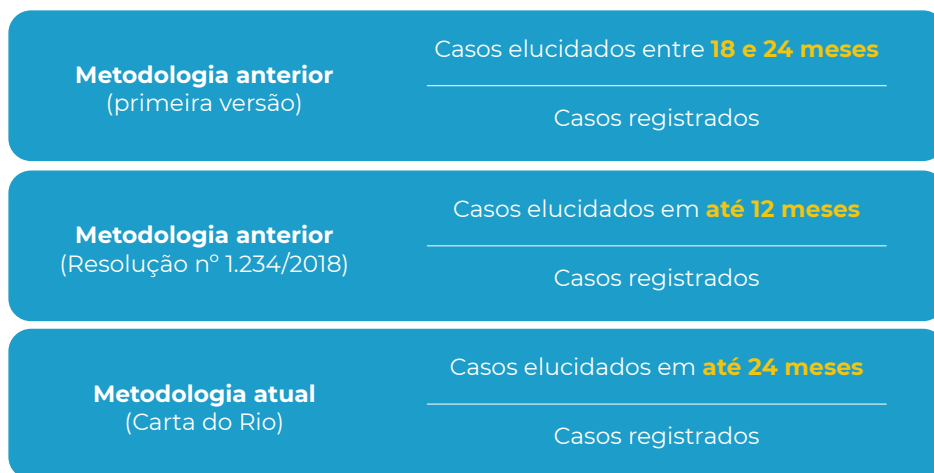 Metodologia anterior
(primeira versão)
Casos elucidados entre 18 e 24 meses
Casos registrados
Metodologia anterior
(Resolução nº 1.234/2018)
Casos elucidados em até 12 meses
Casos registrados
Metodologia atual
(Carta do Rio)
Casos elucidados em até 24 meses
Casos registrados